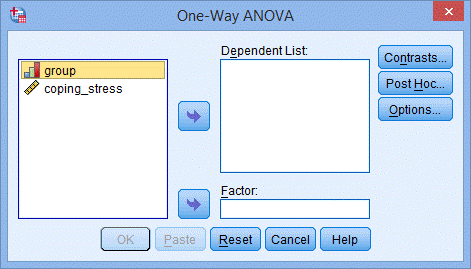 One-Way ANOVA
group
coping_stress
Dependent List:
Factor:
Contrasts...
Post Hoc...
Options...
OK Paste Reset Cancel Help